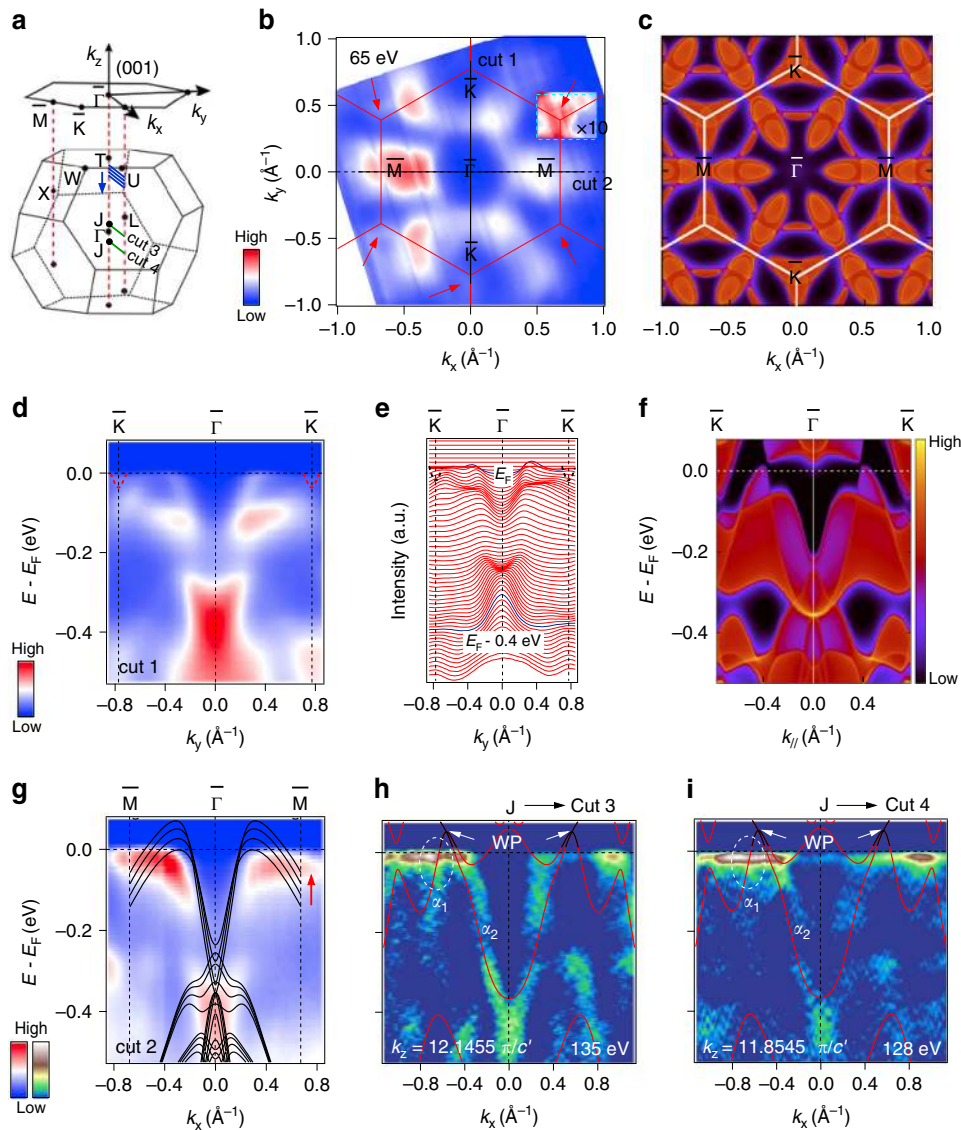 a
k_z
(001)
Γ̅
M̅
K̅
k_x
k_y
T
W
U
X
J
L
Γ
J
cut 3
cut 4
High
Low
b
65 eV
cut 1
K̅
×10
M̅
Γ̅
M̅
cut 2
K̅
k_y (Å⁻¹)
1.0
0.5
0.0
−0.5
−1.0
−1.0 −0.5 0.0 0.5 1.0
k_x (Å⁻¹)
c
K̅
M̅
Γ̅
M̅
K̅
−1.0 −0.5 0.0 0.5 1.0
k_x (Å⁻¹)
d
K̅ Γ̅ K̅
0.0
−0.2
−0.4
E - E_F (eV)
cut 1
High
Low
−0.8 −0.4 0.0 0.4 0.8
k_y (Å⁻¹)
e
K̅ Γ̅ K̅
E_F
Intensity (a.u.)
E_F - 0.4 eV
−0.8 −0.4 0.0 0.4 0.8
k_y (Å⁻¹)
f
K̅ Γ̅ K̅
0.0
−0.2
−0.4
E - E_F (eV)
High
Low
−0.8 −0.4 0.0 0.4
k_// (Å⁻¹)
g
M̅ Γ̅ M̅
0.0
−0.2
−0.4
E - E_F (eV)
cut 2
High
Low
−0.8 −0.4 0.0 0.4 0.8
k_x (Å⁻¹)
h
J → Cut 3
WP
α₁
α₂
k_z = 12.1455 π/c′ 135 eV
−0.8 −0.4 0.0 0.4 0.8
k_x (Å⁻¹)
i
J → Cut 4
WP
α₁
α₂
k_z = 11.8545 π/c′ 128 eV
−0.8 −0.4 0.0 0.4 0.8
k_x (Å⁻¹)